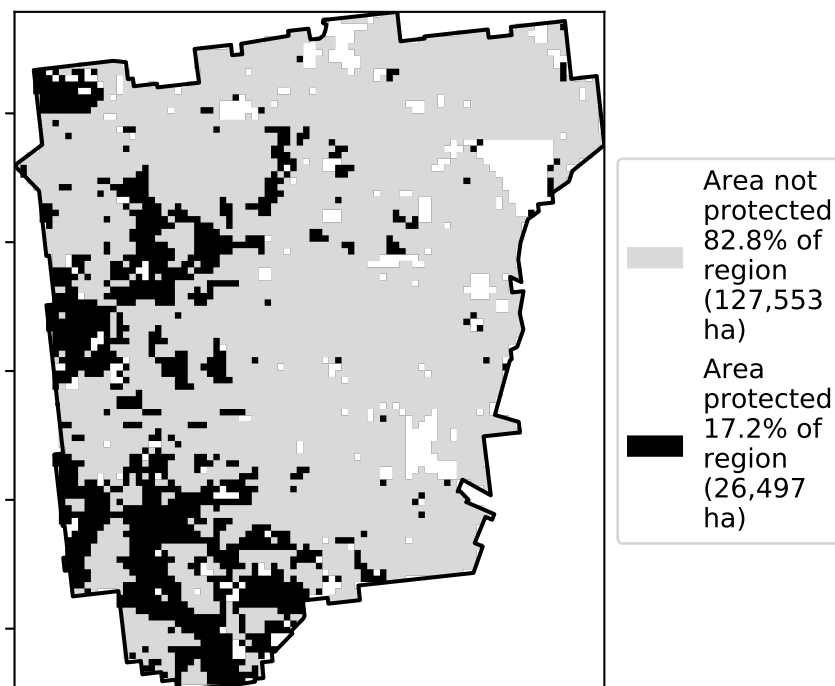 Area not
protected
82.8% of
region
(127,553
ha)
Area
protected
17.2% of
region
(26,497
ha)